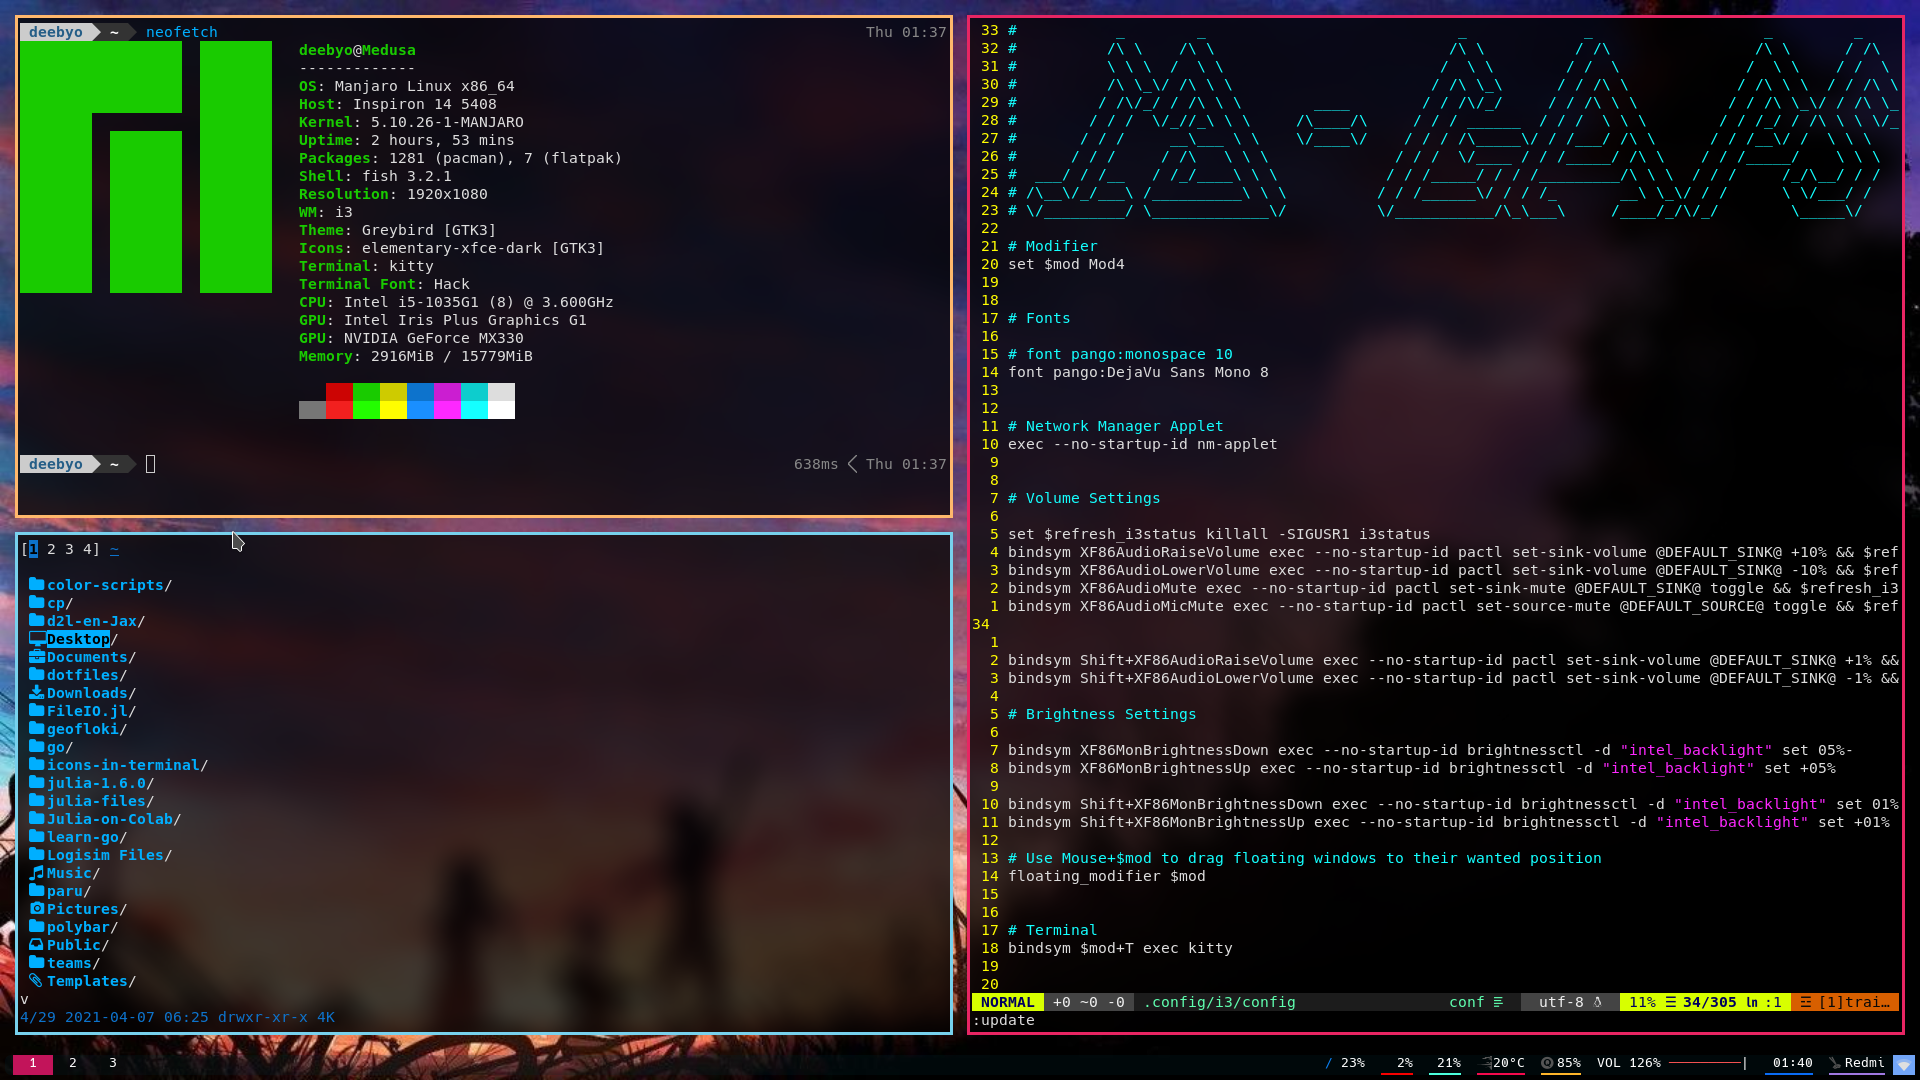 deebyo ~ neofetch Thu 01:37
deebyo@Medusa
-------------
OS: Manjaro Linux x86_64
Host: Inspiron 14 5408
Kernel: 5.10.26-1-MANJARO
Uptime: 2 hours, 53 mins
Packages: 1281 (pacman), 7 (flatpak)
Shell: fish 3.2.1
Resolution: 1920x1080
WM: i3
Theme: Greybird [GTK3]
Icons: elementary-xfce-dark [GTK3]
Terminal: kitty
Terminal Font: Hack
CPU: Intel i5-1035G1 (8) @ 3.600GHz
GPU: Intel Iris Plus Graphics G1
GPU: NVIDIA GeForce MX330
Memory: 2916MiB / 15779MiB
deebyo ~ 638ms Thu 01:37
[1 2 3 4] ~
color-scripts/
cp/
d2l-en-Jax/
Desktop/
Documents/
dotfiles/
Downloads/
FileIO.jl/
geofloki/
go/
icons-in-terminal/
julia-1.6.0/
julia-files/
Julia-on-Colab/
learn-go/
Logisim Files/
Music/
paru/
Pictures/
polybar/
Public/
teams/
Templates/
v
4/29 2021-04-07 06:25 drwxr-xr-x 4K
33 #
32 #
31 #
30 #
29 #
28 #
27 #
26 #
25 #
24 #
23 #
22
21 # Modifier
20 set $mod Mod4
19
18
17 # Fonts
16
15 # font pango:monospace 10
14 font pango:DejaVu Sans Mono 8
13
12
11 # Network Manager Applet
10 exec --no-startup-id nm-applet
9
8
7 # Volume Settings
6
5 set $refresh_i3status killall -SIGUSR1 i3status
4 bindsym XF86AudioRaiseVolume exec --no-startup-id pactl set-sink-volume @DEFAULT_SINK@ +10% && $ref
3 bindsym XF86AudioLowerVolume exec --no-startup-id pactl set-sink-volume @DEFAULT_SINK@ -10% && $ref
2 bindsym XF86AudioMute exec --no-startup-id pactl set-sink-mute @DEFAULT_SINK@ toggle && $refresh_i3
1 bindsym XF86AudioMicMute exec --no-startup-id pactl set-source-mute @DEFAULT_SOURCE@ toggle && $ref
34
1
2 bindsym Shift+XF86AudioRaiseVolume exec --no-startup-id pactl set-sink-volume @DEFAULT_SINK@ +1% &&
3 bindsym Shift+XF86AudioLowerVolume exec --no-startup-id pactl set-sink-volume @DEFAULT_SINK@ -1% &&
4
5 # Brightness Settings
6
7 bindsym XF86MonBrightnessDown exec --no-startup-id brightnessctl -d "intel_backlight" set 05%-
8 bindsym XF86MonBrightnessUp exec --no-startup-id brightnessctl -d "intel_backlight" set +05%
9
10 bindsym Shift+XF86MonBrightnessDown exec --no-startup-id brightnessctl -d "intel_backlight" set 01%
11 bindsym Shift+XF86MonBrightnessUp exec --no-startup-id brightnessctl -d "intel_backlight" set +01%
12
13 # Use Mouse+$mod to drag floating windows to their wanted position
14 floating_modifier $mod
15
16
17 # Terminal
18 bindsym $mod+T exec kitty
19
20
NORMAL +0 ~0 -0 .config/i3/config conf utf-8 11% ☰ 34/305 ln :1 ☲ [1]trai…
:update
1 2 3 / 23% 2% 21% 20°C 85% VOL 126% 01:40 Redmi